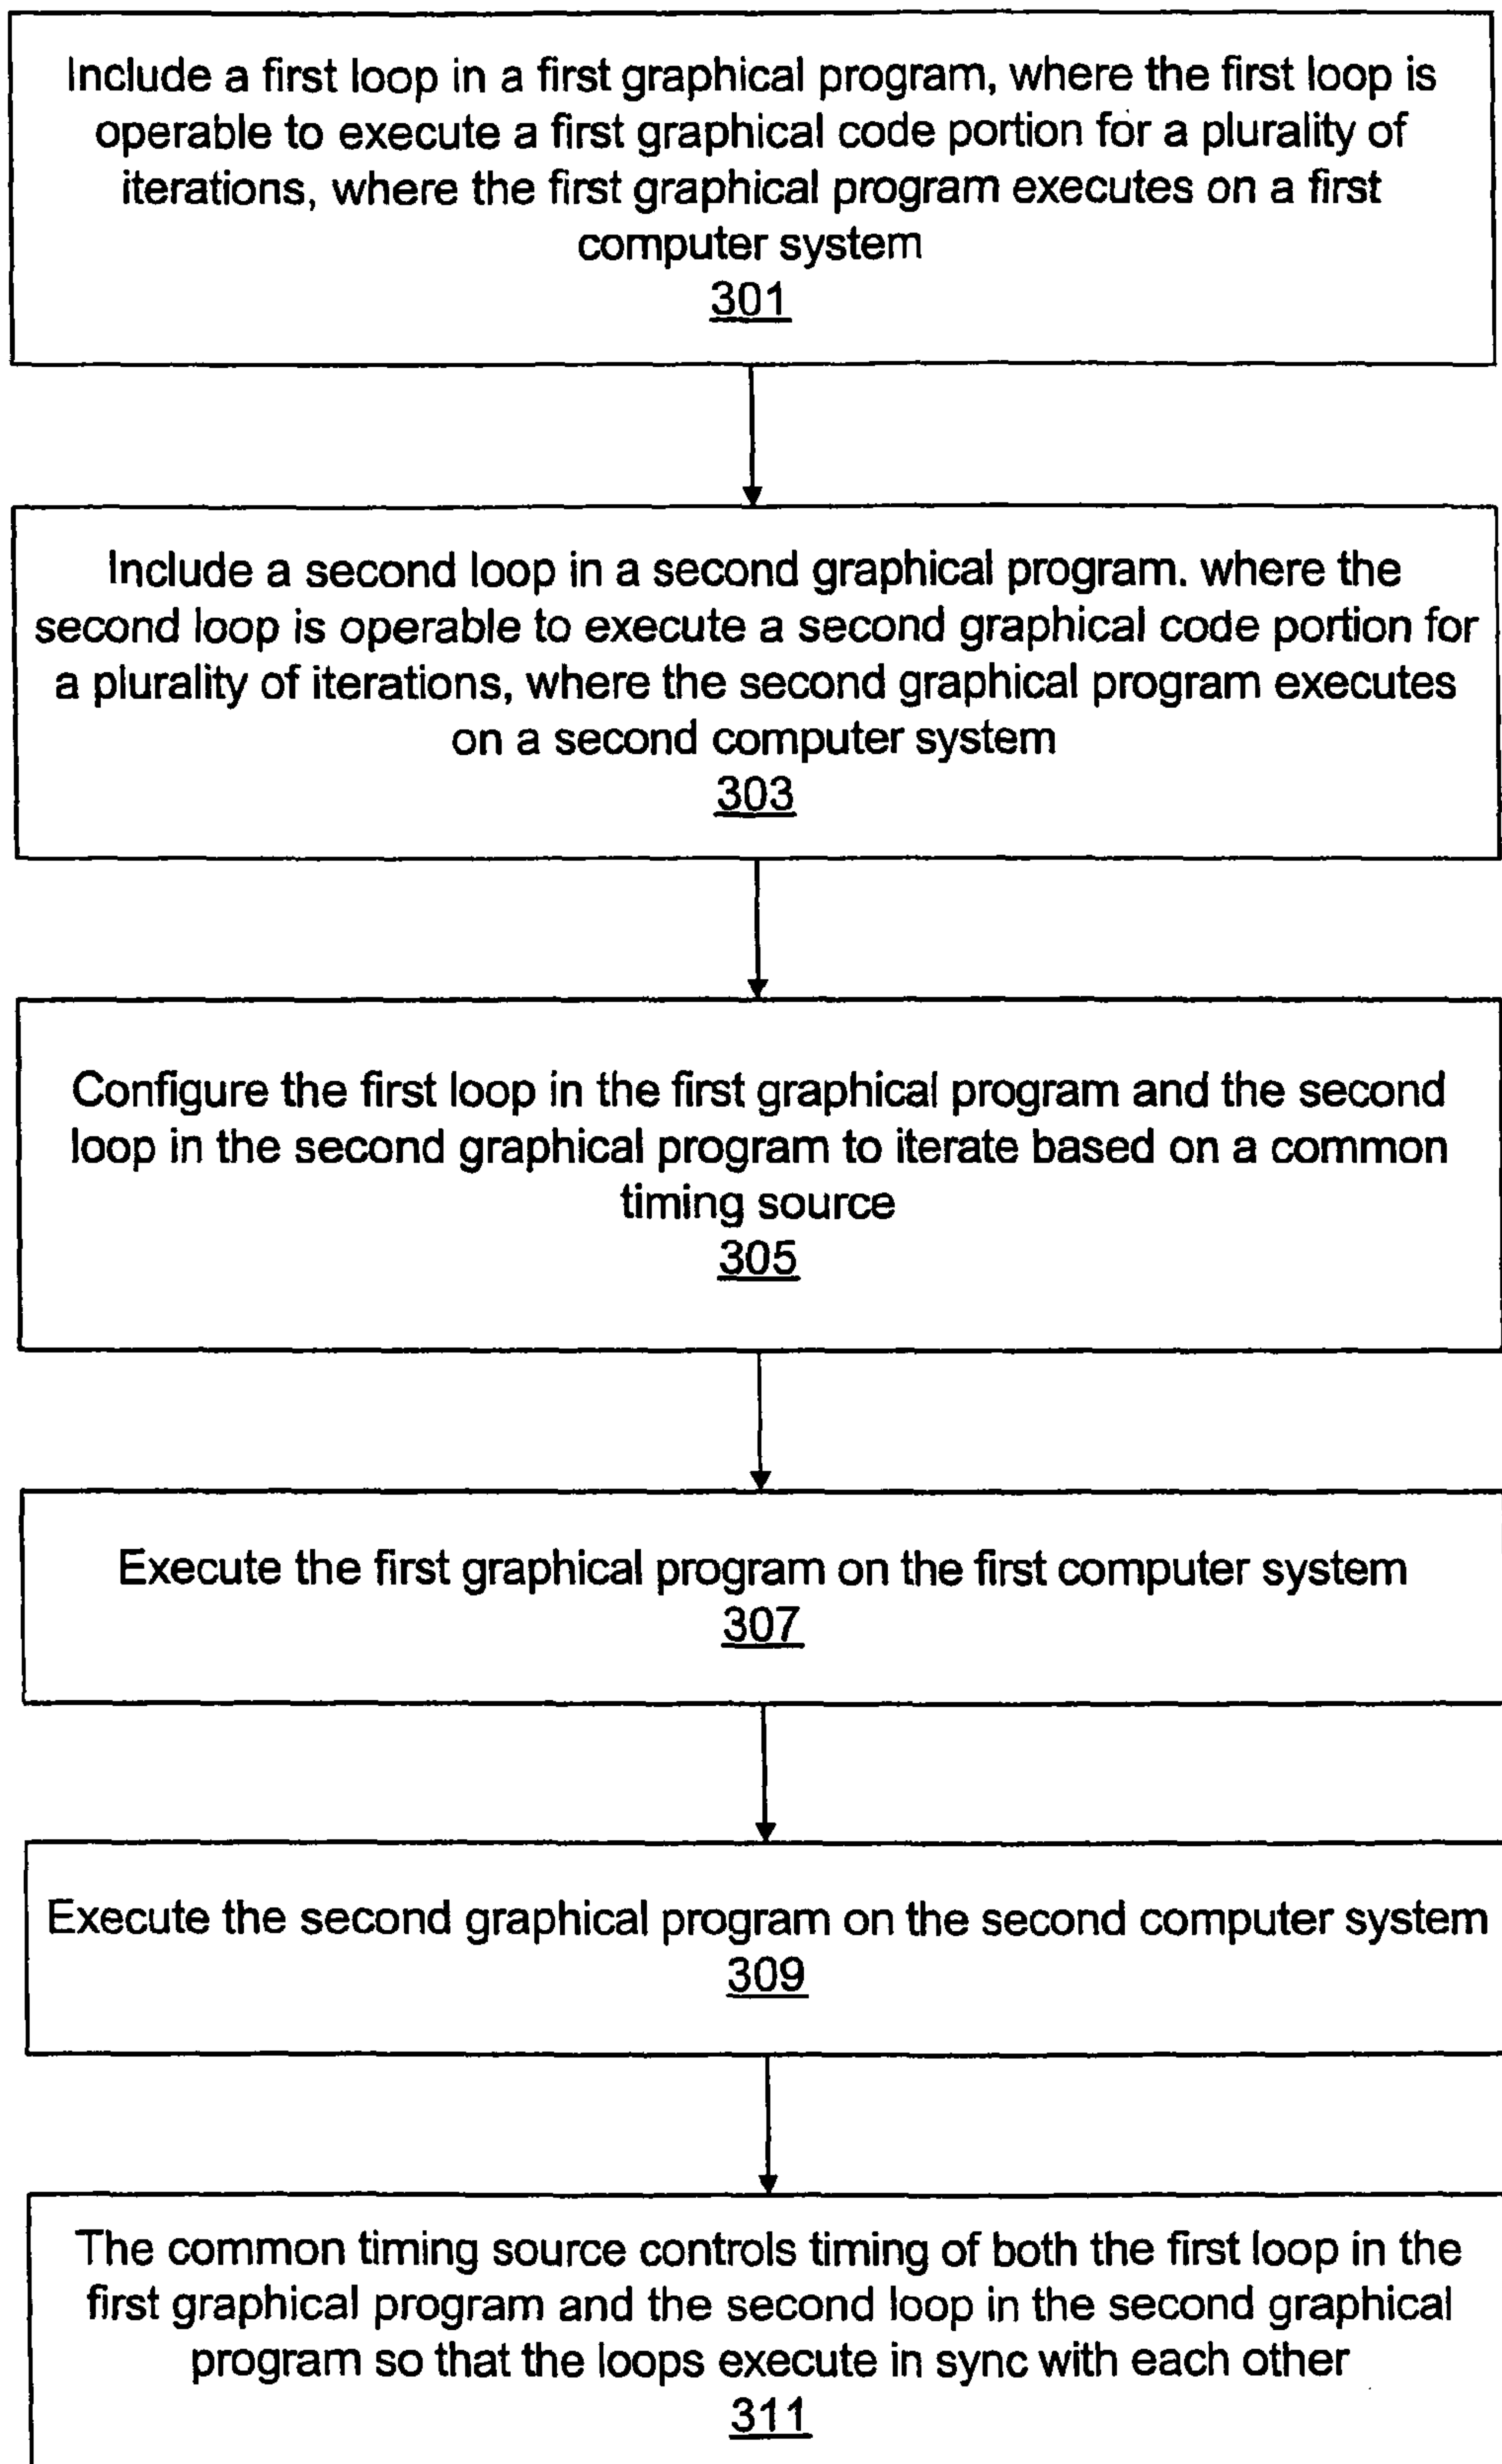 Include a first loop in a first graphical program, where the first loop is
operable to execute a first graphical code portion for a plurality of
iterations, where the first graphical program executes on a first
computer system
301
Include a second loop in a second graphical program. where the
second loop is operable to execute a second graphical code portion for
a plurality of iterations, where the second graphical program executes
on a second computer system
303
Configure the first loop in the first graphical program and the second
loop in the second graphical program to iterate based on a common
timing source
305
Execute the first graphical program on the first computer system
307
Execute the second graphical program on the second computer system
309
The common timing source controls timing of both the first loop in the
first graphical program and the second loop in the second graphical
program so that the loops execute in sync with each other
311